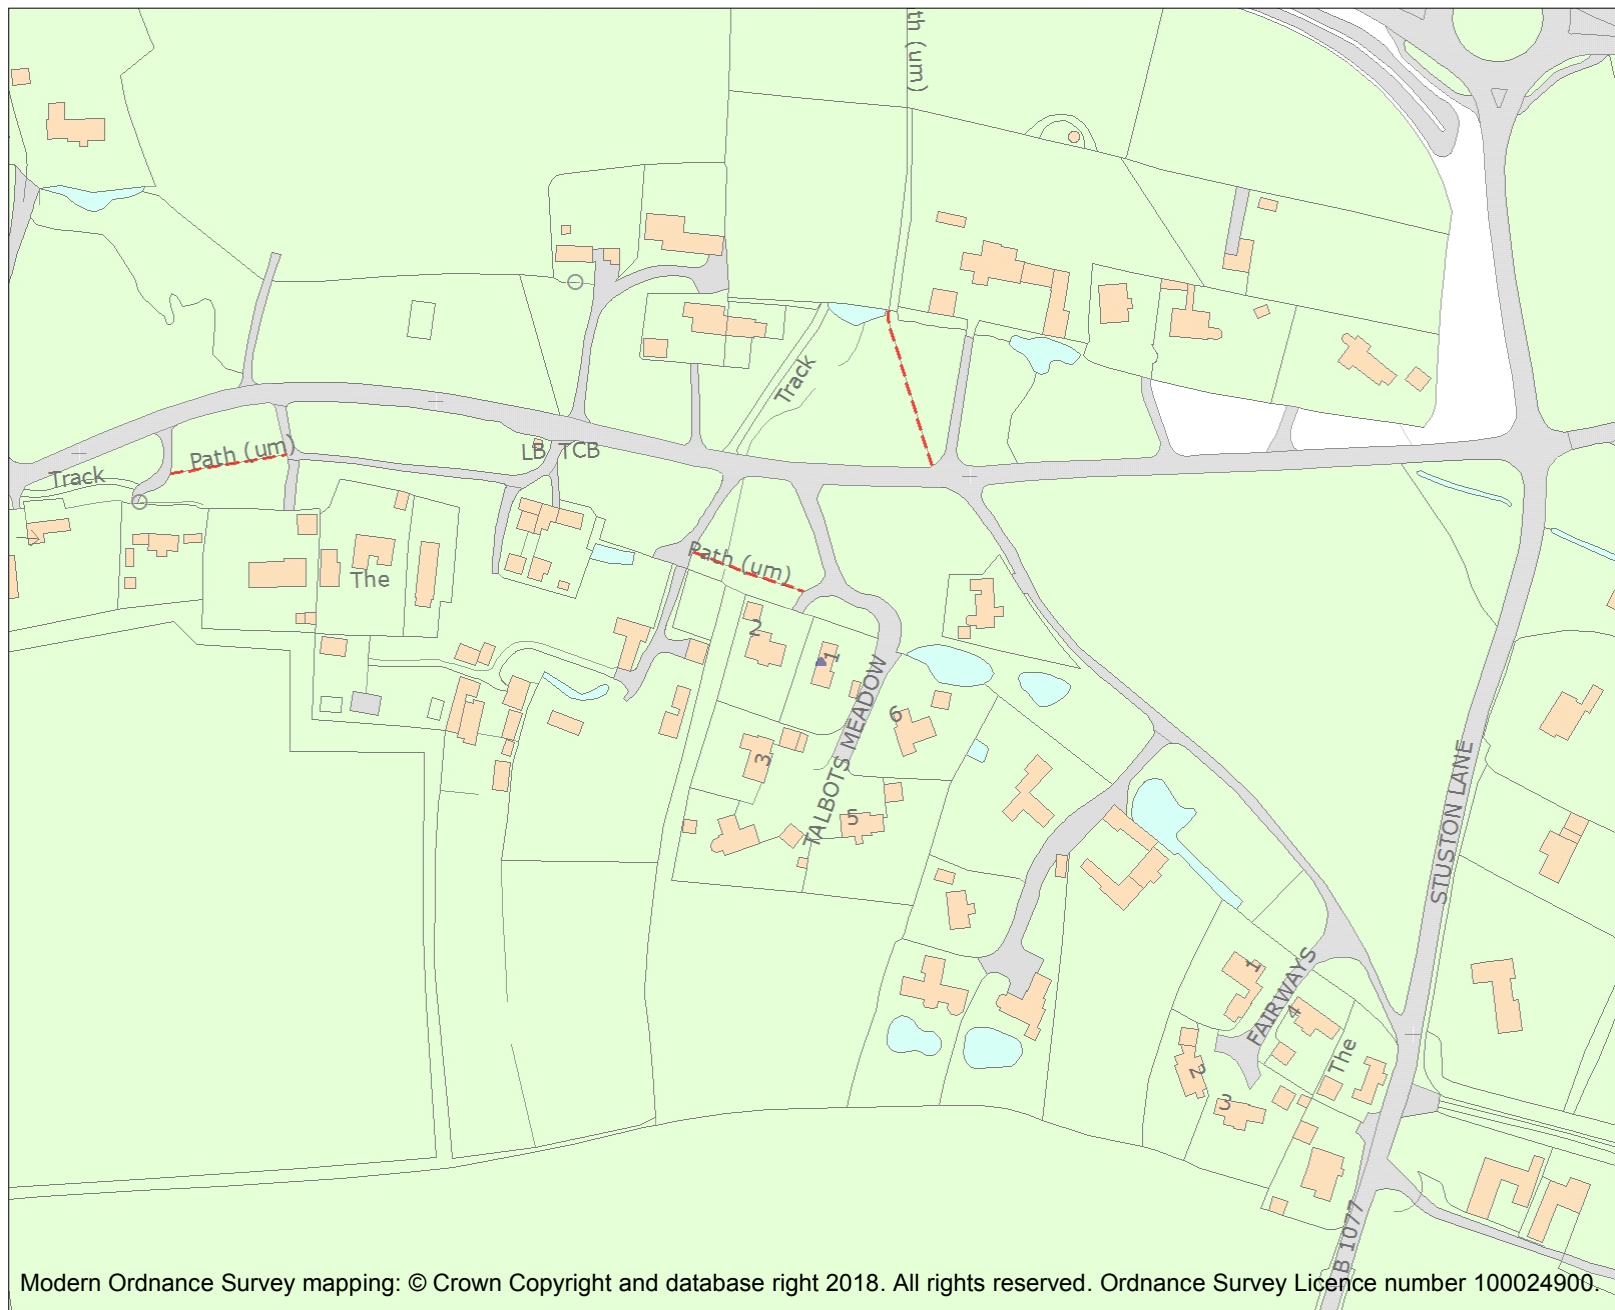 th (um)
Track
Path (um)
Track
LB TCB
The
Path (um)
2
1
TALBOTS MEADOW
6
3
5
STUSTON LANE
1
FAIRWAYS
4
The
2
3
B 1077
Modern Ordnance Survey mapping: © Crown Copyright and database right 2018. All rights reserved. Ordnance Survey Licence number 100024900.